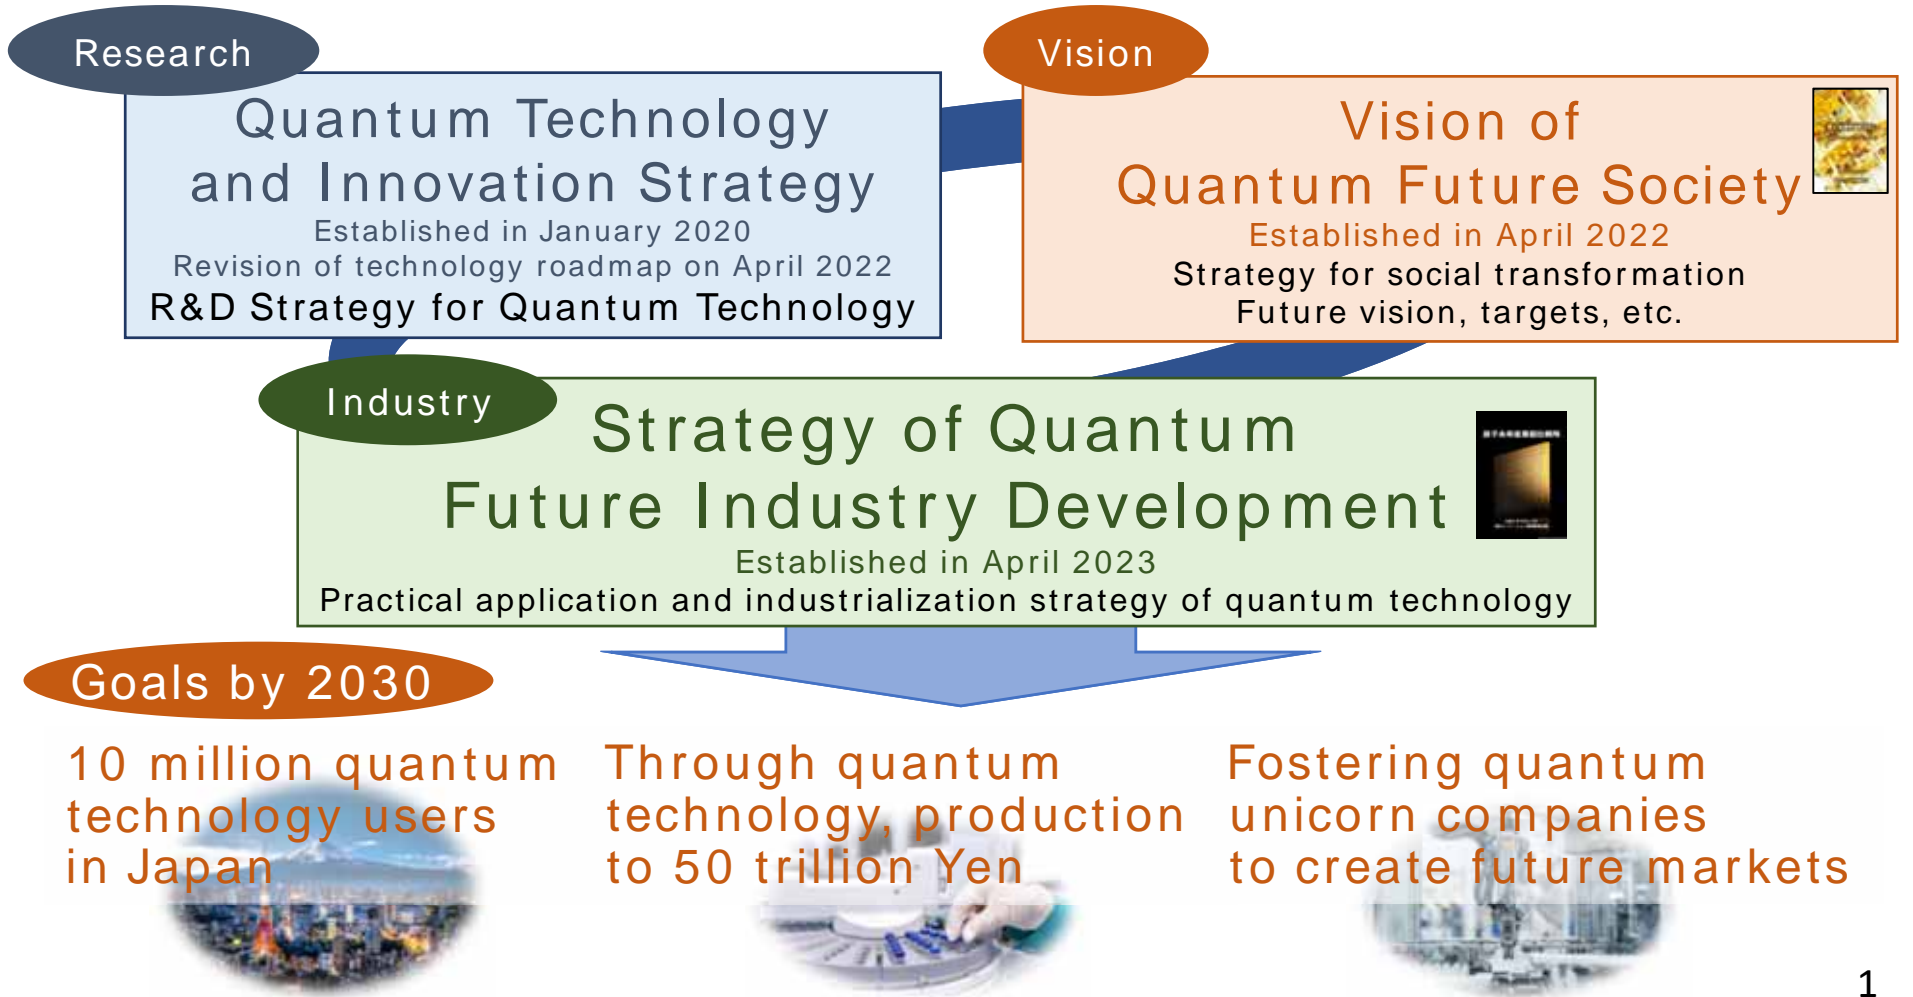 Research
Quantum Technology
and Innovation Strategy
Established in January 2020
Revision of technology roadmap on April 2022
R&D Strategy for Quantum Technology
Vision
Vision of
Quantum Future Society
Established in April 2022
Strategy for social transformation
Future vision, targets, etc.
Industry
Strategy of Quantum
Future Industry Development
Established in April 2023
Practical application and industrialization strategy of quantum technology
Goals by 2030
10 million quantum
technology users
in Japan
Through quantum
technology, production
to 50 trillion Yen
Fostering quantum
unicorn companies
to create future markets
1